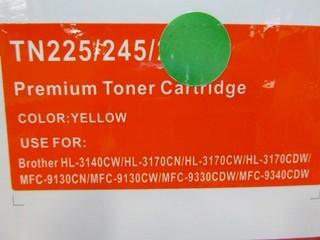 TN225/245/2
Premium Toner Cartridge
COLOR:YELLOW
USE FOR:
Brother HL-3140CW/HL-3170CN/HL-3170CW/HL-3170CDW/
MFC-9130CN/MFC-9130CW/MFC-9330CDW/MFC-9340CDW